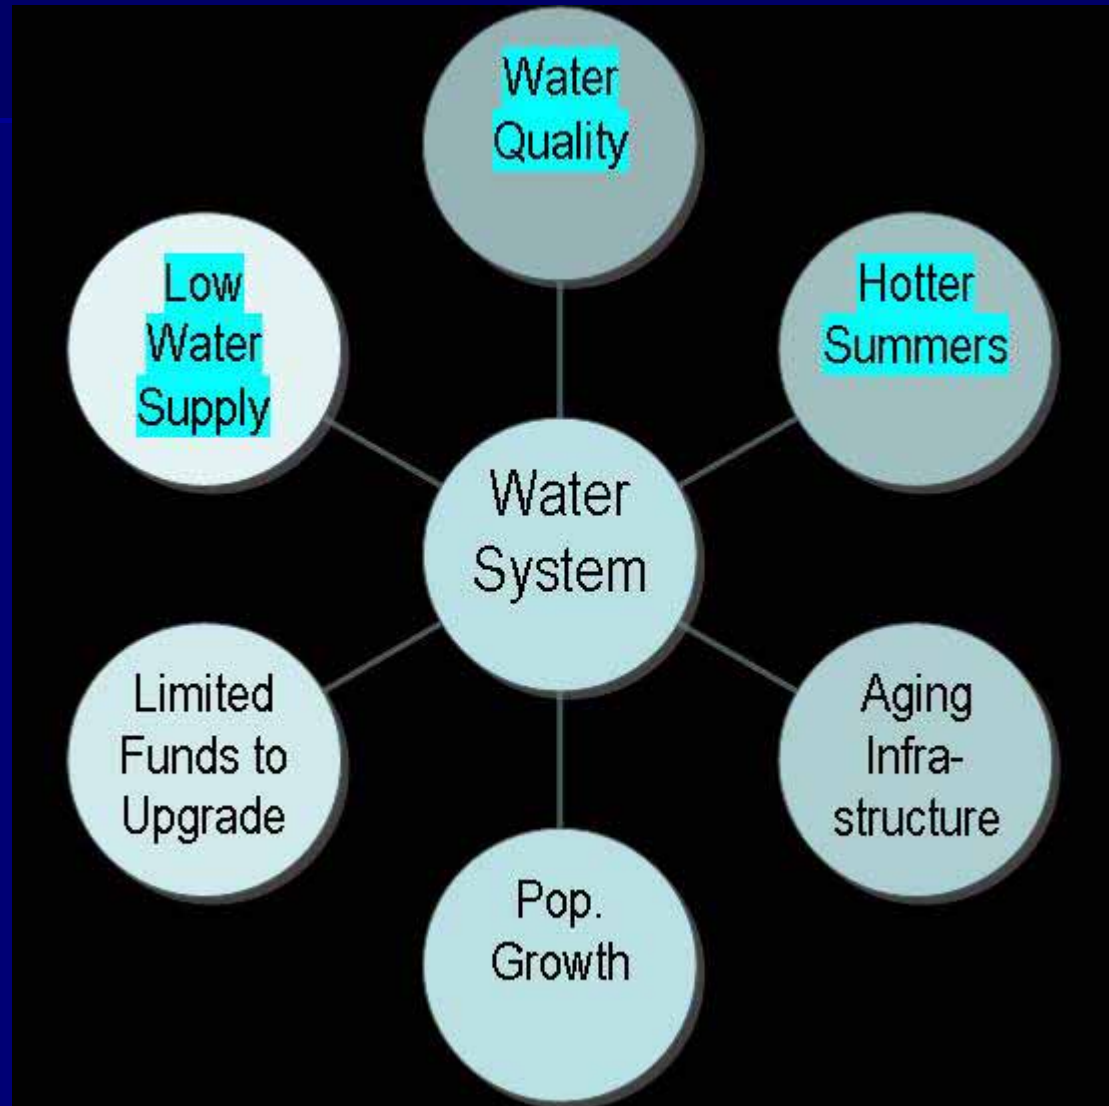 Water
Quality
Low
Water
Supply
Hotter
Summers
Water
System
Limited
Funds to
Upgrade
Aging
Infra-
structure
Pop.
Growth